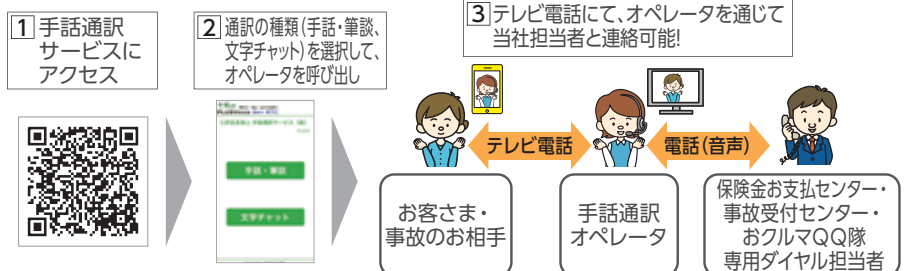 1 手話通訳
サービスに
アクセス
2 通訳の種類(手話・筆談、
文字チャット)を選択して、
オペレータを呼び出し
手話・筆談
文字チャット
3 テレビ電話にて、オペレータを通じて
当社担当者と連絡可能!
テレビ電話
電話(音声)
お客さま・
事故のお相手
手話通訳
オペレータ
保険金お支払センター・
事故受付センター・
おクルマQQ隊
専用ダイヤル担当者